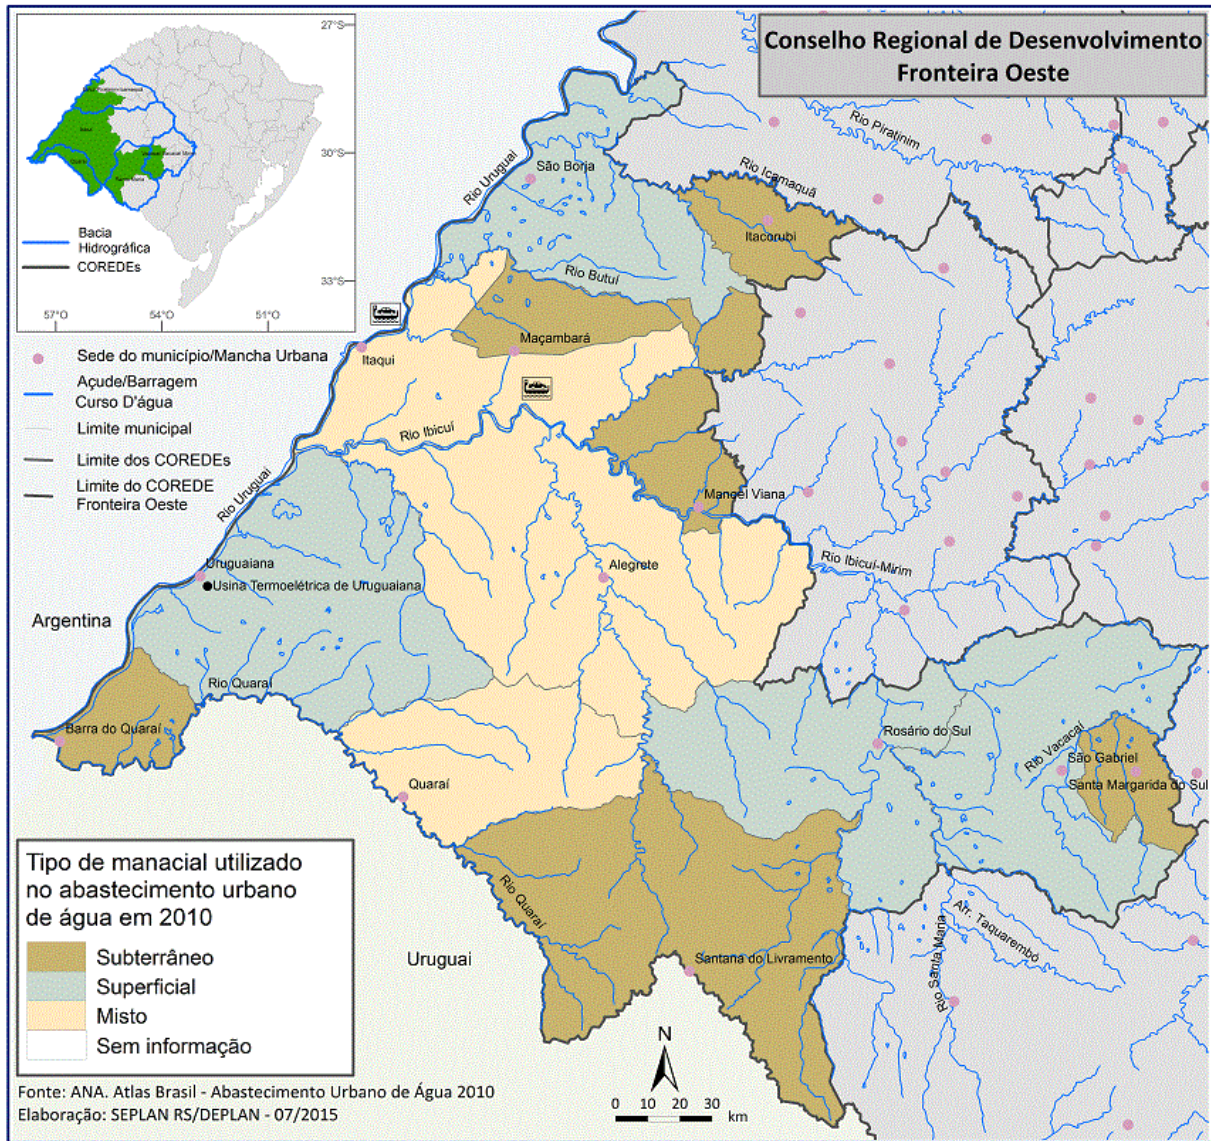 Conselho Regional de Desenvolvimento
Fronteira Oeste
27°S
30°S
33°S
57°O
54°O
51°O
Bacia
Hidrográfica
COREDEs
Sede do município/Mancha Urbana
Açude/Barragem
Curso D'água
Limite municipal
Limite dos COREDEs
Limite do COREDE
Fronteira Oeste
Rio Piratinim
Rio Uruguai
São Borja
Rio Icamaquã
Itacorubi
Rio Butuí
Maçambará
Itaqui
Rio Ibicuí
Rio Uruguai
Manoel Viana
Rio Ibicuí-Mirim
Uruguaiana
Usina Termoelétrica de Uruguaiana
Alegrete
Argentina
Rio Quaraí
Barra do Quaraí
Rosário do Sul
Rio Vacacaí
São Gabriel
Santa Margarida do Sul
Quaraí
Rio Quaraí
Arr. Taquarembó
Rio Santa Maria
Uruguai
Santana do Livramento
Tipo de manacial utilizado
no abastecimento urbano
de água em 2010
Subterrâneo
Superficial
Misto
Sem informação
N
0 10 20 30
km
Fonte: ANA. Atlas Brasil - Abastecimento Urbano de Água 2010
Elaboração: SEPLAN RS/DEPLAN - 07/2015